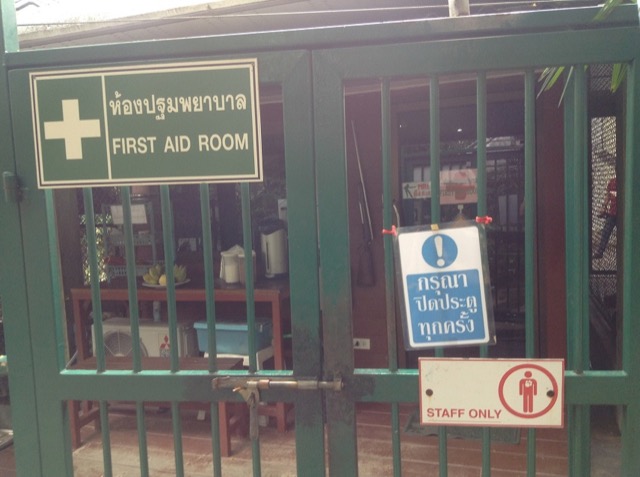 ห้องปฐมพยาบาล
FIRST AID ROOM
กรุณา
ปิดประตู
ทุกครั้ง
STAFF ONLY